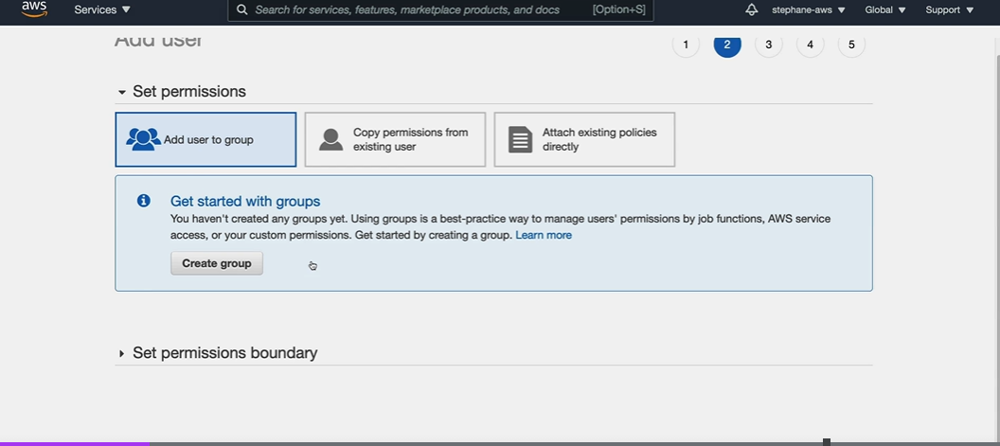 aws
Services
Search for services, features, marketplace products, and docs
[Option+S]
stephane-aws
Global
Support
Add user
1
2
3
4
5
Set permissions
Add user to group
Copy permissions from
existing user
Attach existing policies
directly
Get started with groups
You haven't created any groups yet. Using groups is a best-practice way to manage users' permissions by job functions, AWS service
access, or your custom permissions. Get started by creating a group. Learn more
Create group
Set permissions boundary